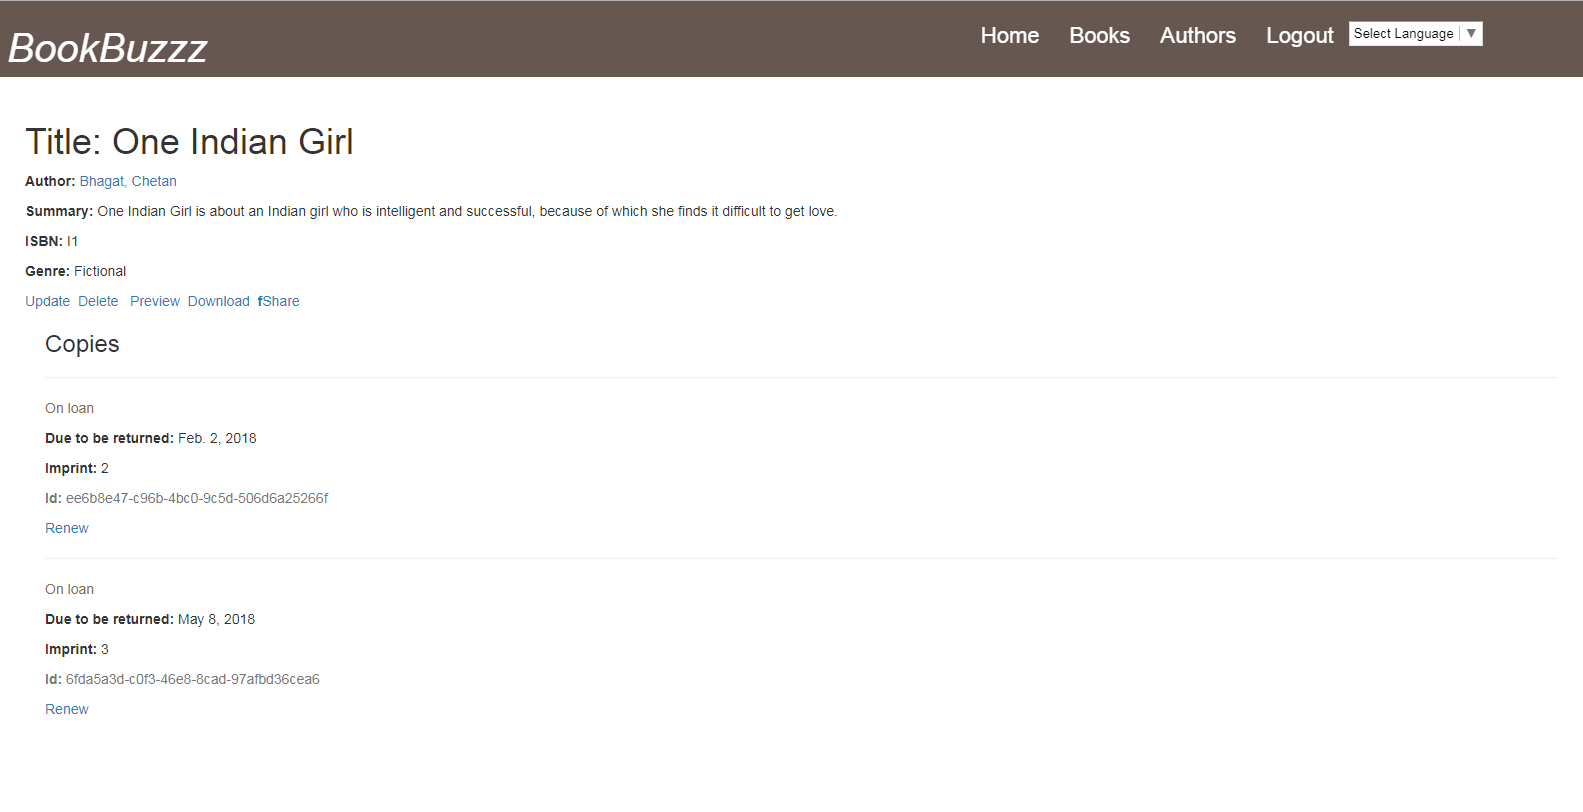 BookBuzzz
Home Books Authors Logout Select Language ▼
Title: One Indian Girl
Author: Bhagat, Chetan
Summary: One Indian Girl is about an Indian girl who is intelligent and successful, because of which she finds it difficult to get love.
ISBN: I1
Genre: Fictional
Update Delete Preview Download fShare
Copies
On loan
Due to be returned: Feb. 2, 2018
Imprint: 2
Id: ee6b8e47-c96b-4bc0-9c5d-506d6a25266f
Renew
On loan
Due to be returned: May 8, 2018
Imprint: 3
Id: 6fda5a3d-c0f3-46e8-8cad-97afbd36cea6
Renew